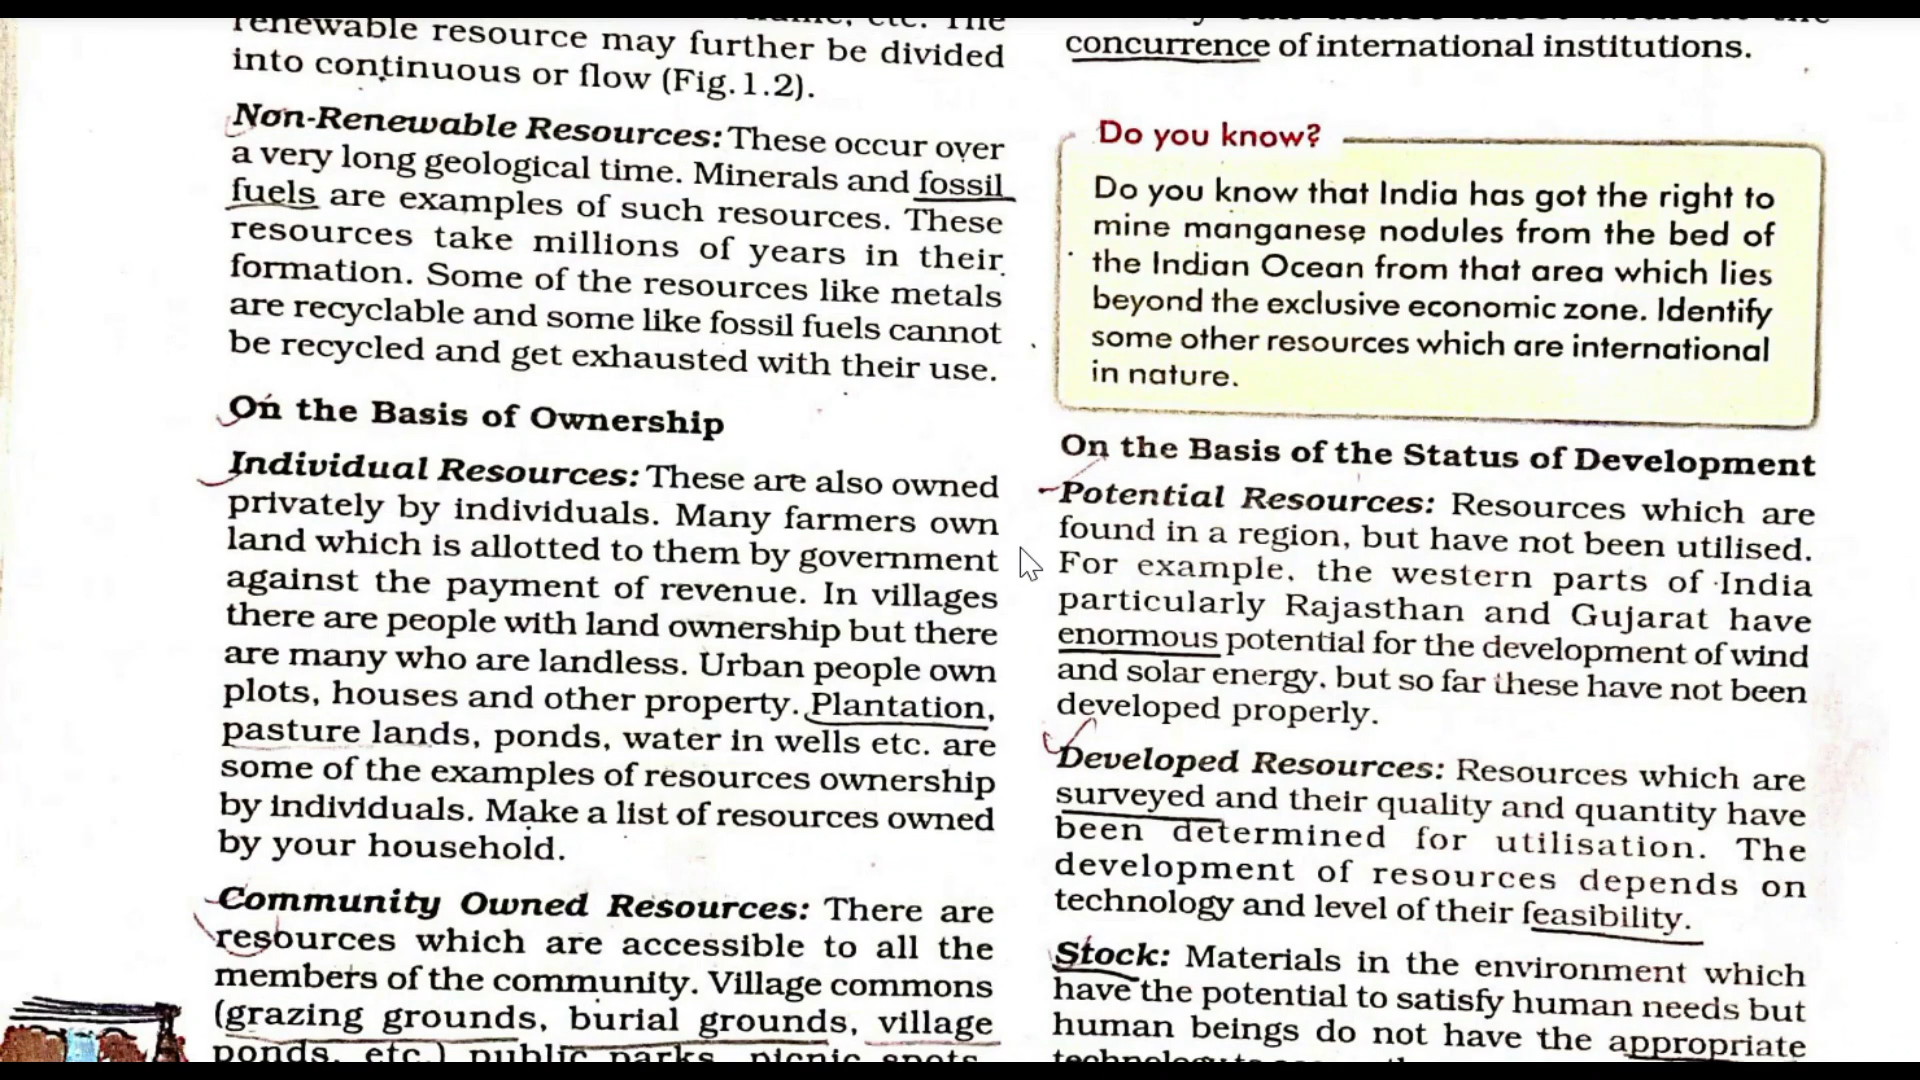 renewable resource may further be divided
into continuous or flow (Fig.1.2).
Non-Renewable Resources: These occur over
a very long geological time. Minerals and fossil
fuels are examples of such resources. These
resources take millions of years in their
formation. Some of the resources like metals
are recyclable and some like fossil fuels cannot
be recycled and get exhausted with their use.
On the Basis of Ownership
Individual Resources: These are also owned
privately by individuals. Many farmers own
land which is allotted to them by government
against the payment of revenue. In villages
there are people with land ownership but there
are many who are landless. Urban people own
plots, houses and other property. Plantation,
pasture lands, ponds, water in wells etc. are
some of the examples of resources ownership
by individuals. Make a list of resources owned
by your household.
Community Owned Resources: There are
resources which are accessible to all the
members of the community. Village commons
(grazing grounds, burial grounds, village
ponds, etc.) public parks, picnic spots,
concurrence of international institutions.
Do you know?
Do you know that India has got the right to
mine manganese nodules from the bed of
the Indian Ocean from that area which lies
beyond the exclusive economic zone. Identify
some other resources which are international
in nature.
On the Basis of the Status of Development
Potential Resources: Resources which are
found in a region, but have not been utilised.
For example, the western parts of India
particularly Rajasthan and Gujarat have
enormous potential for the development of wind
and solar energy, but so far these have not been
developed properly.
Developed Resources: Resources which are
surveyed and their quality and quantity have
been determined for utilisation. The
development of resources depends on
technology and level of their feasibility.
Stock: Materials in the environment which
have the potential to satisfy human needs but
human beings do not have the appropriate